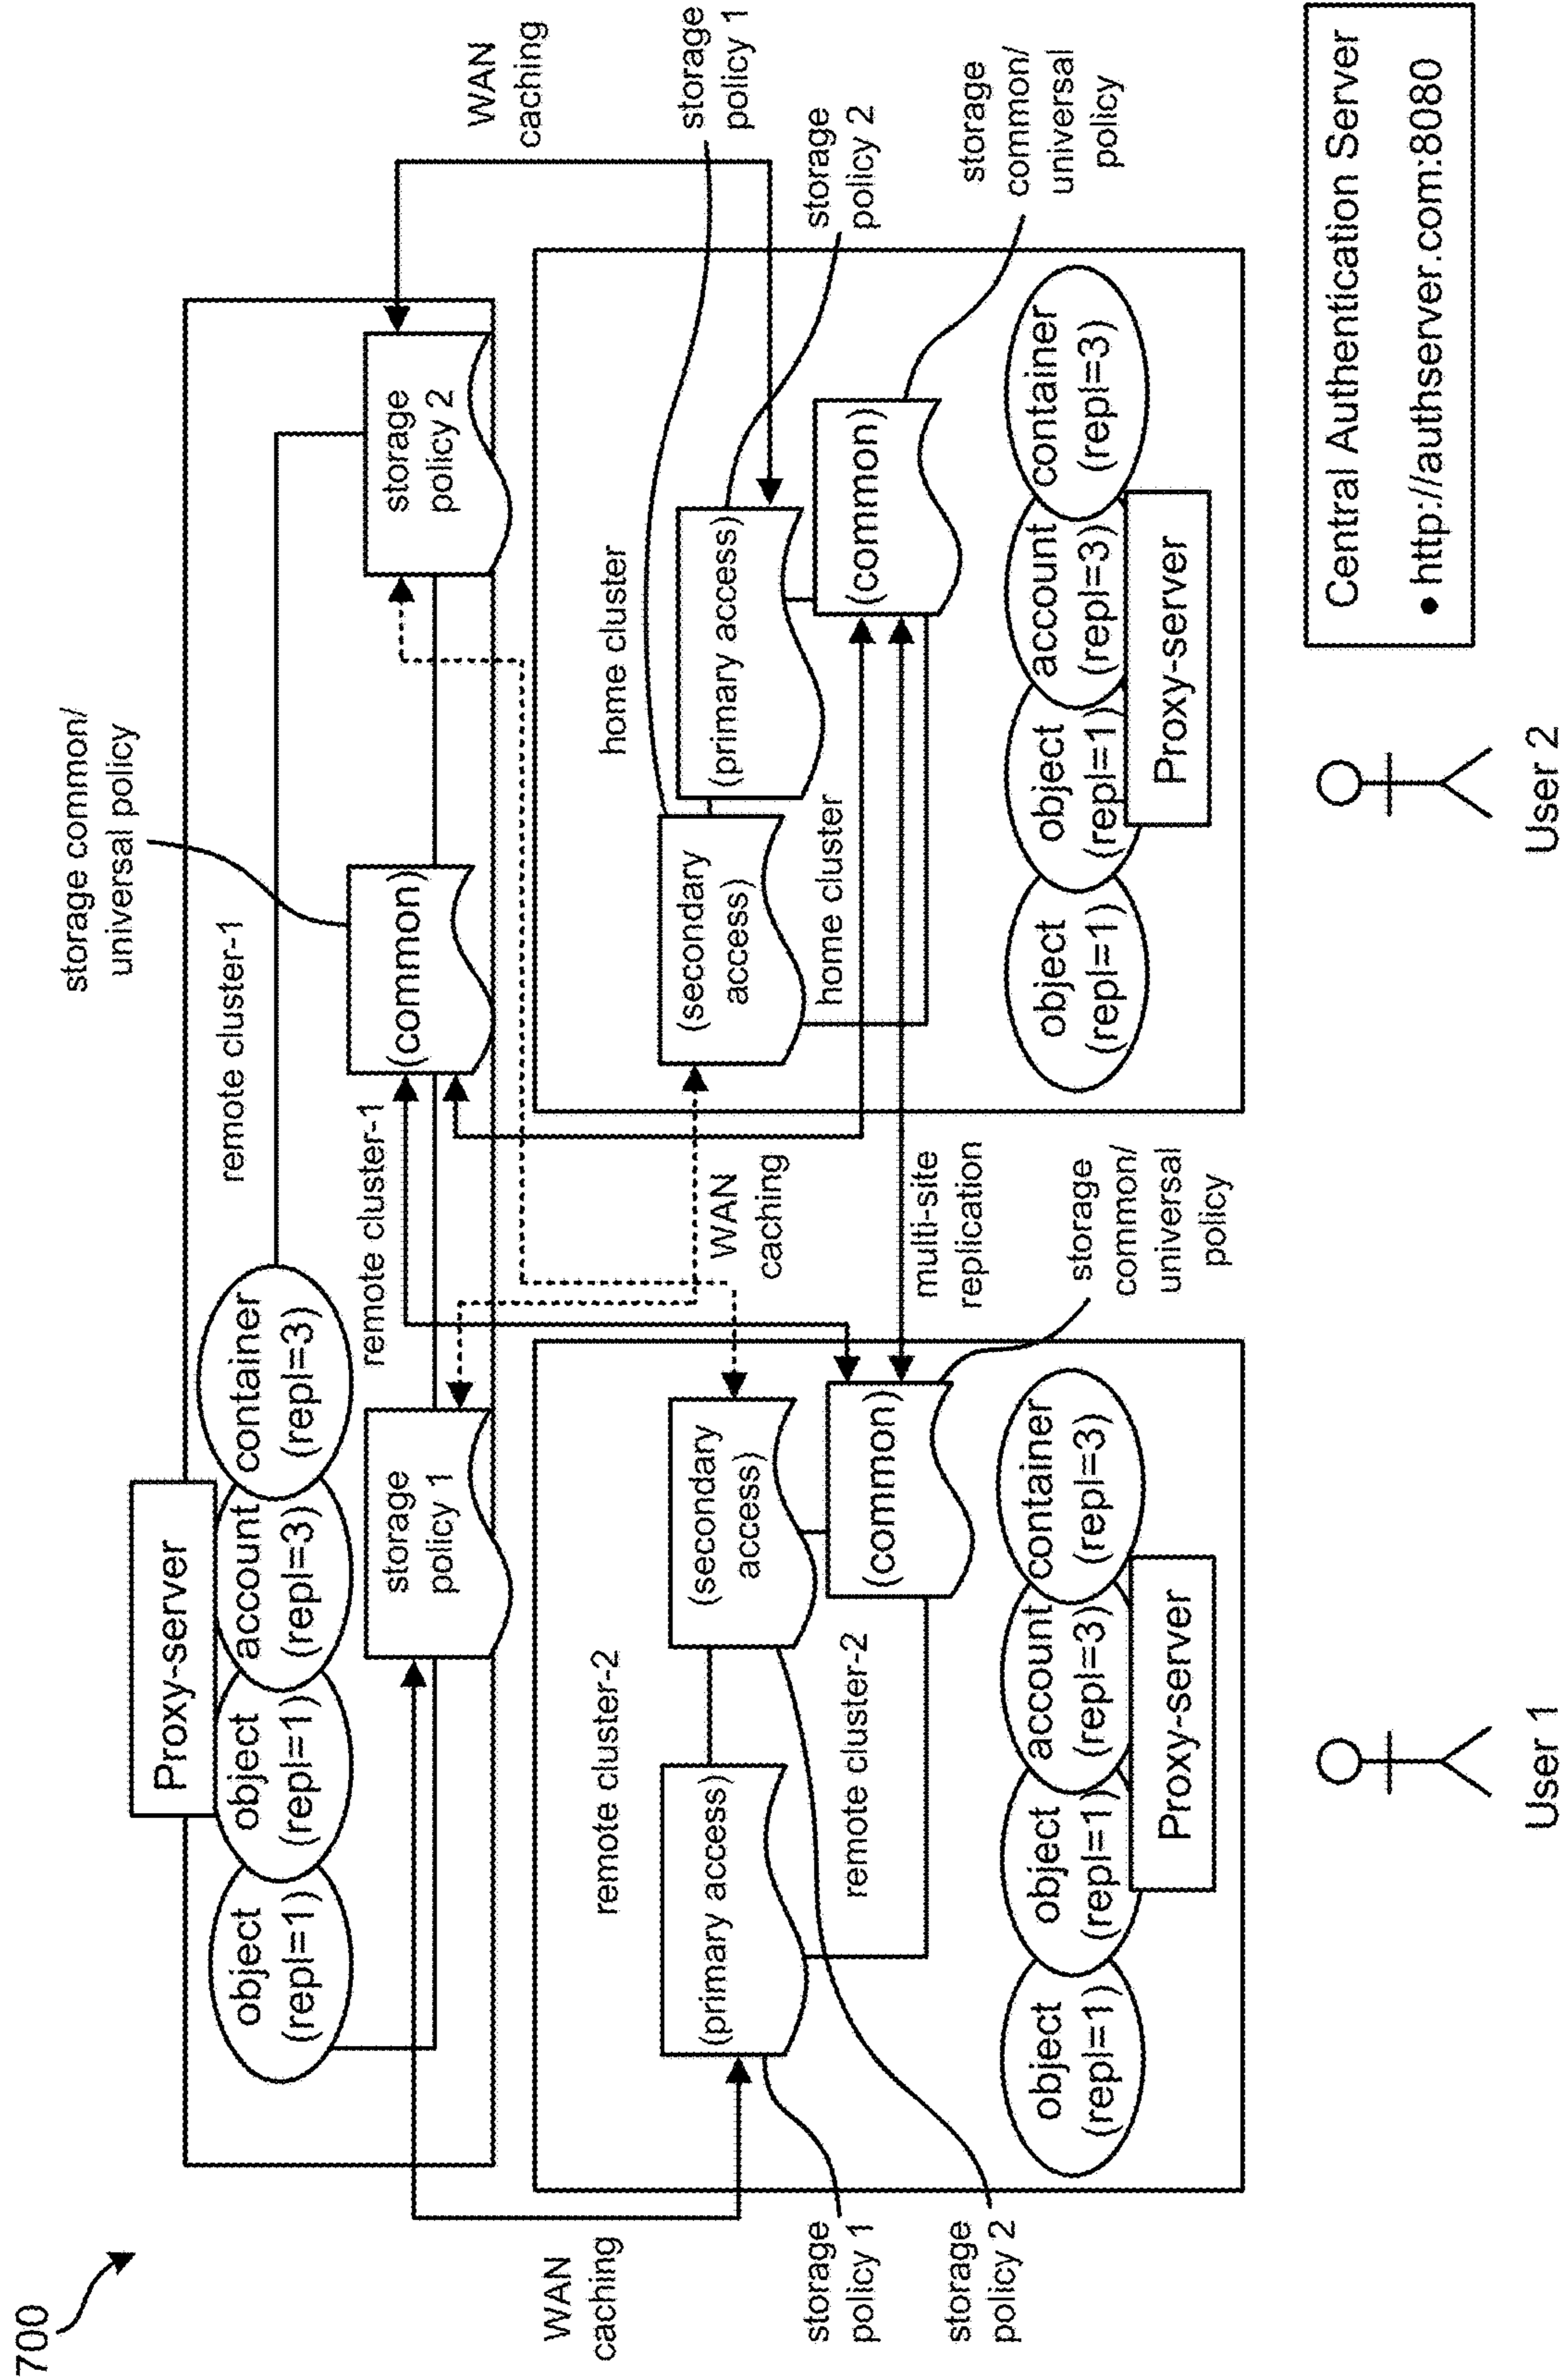 700
Proxy-server
object
(repl=1)
object
(repl=1)
account
(repl=3)
container
(repl=3)
remote cluster-1
storage common/
universal policy
storage
policy 1
remote cluster-1
(common)
storage
policy 2
WAN
caching
WAN
caching
remote cluster-2
(primary access)
(secondary
access)
remote cluster-2
(common)
object
(repl=1)
object
(repl=1)
account
(repl=3)
container
(repl=3)
Proxy-server
storage
policy 1
storage
policy 2
WAN
caching
multi-site
replication
storage
common/
universal
policy
home cluster
(secondary
access)
(primary access)
home cluster
(common)
object
(repl=1)
object
(repl=1)
account
(repl=3)
container
(repl=3)
Proxy-server
storage
policy 1
storage
policy 2
storage
common/
universal
policy
User 1
User 2
Central Authentication Server
• http://authserver.com:8080